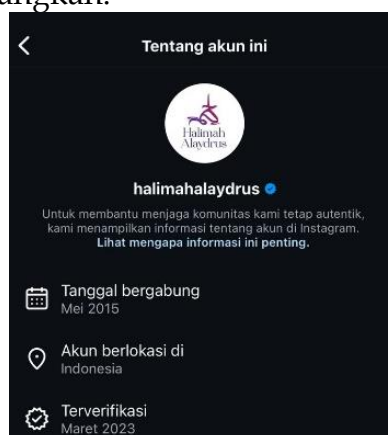 angkan.
Tentang akun ini
Halimah
Alaydrus
halimahalaydrus
Untuk membantu menjaga komunitas kami tetap autentik,
kami menampilkan informasi tentang akun di Instagram.
Lihat mengapa informasi ini penting.
Tanggal bergabung
Mei 2015
Akun berlokasi di
Indonesia
Terverifikasi
Maret 2023